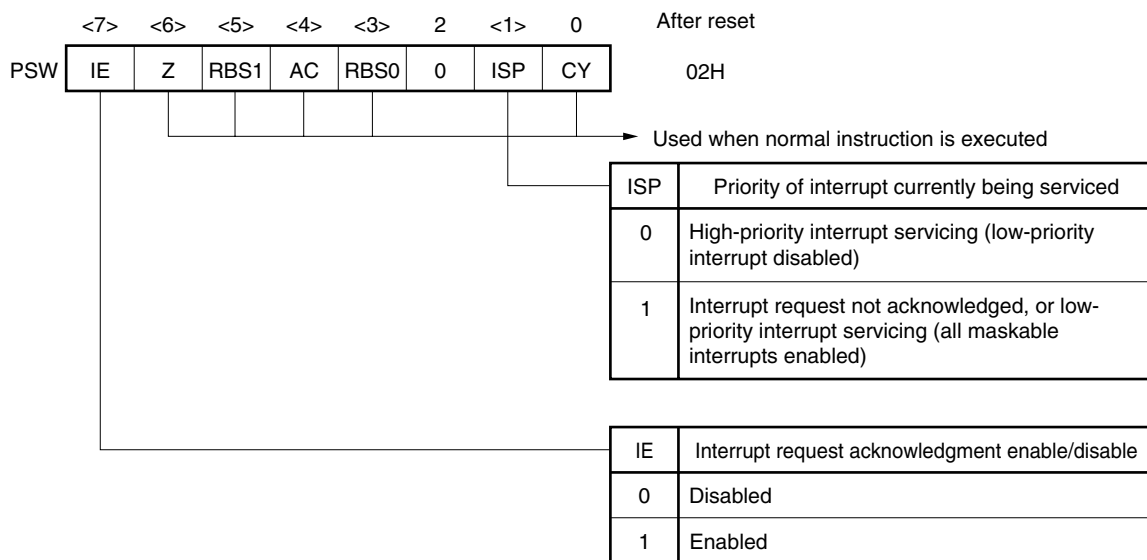 <7> <6> <5> <4> <3> 2 <1> 0 After reset
PSW IE Z RBS1 AC RBS0 0 ISP CY 02H
Used when normal instruction is executed
ISP Priority of interrupt currently being serviced
0 High-priority interrupt servicing (low-priority
interrupt disabled)
1 Interrupt request not acknowledged, or low-
priority interrupt servicing (all maskable
interrupts enabled)
IE Interrupt request acknowledgment enable/disable
0 Disabled
1 Enabled